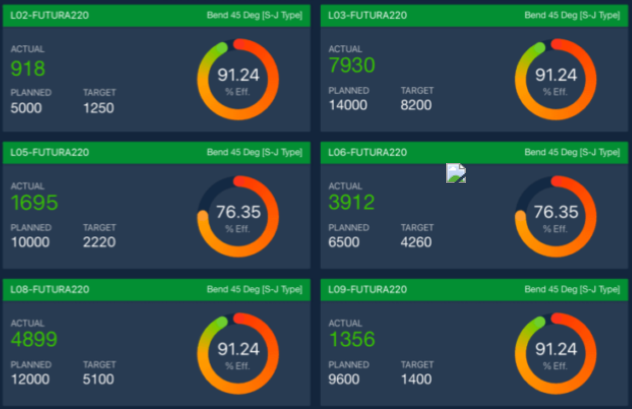 L02-FUTURA220 Bend 45 Deg [S-J Type]
ACTUAL
918
91.24
% Eff.
PLANNED TARGET
5000 1250
L03-FUTURA220 Bend 45 Deg [S-J Type]
ACTUAL
7930
91.24
% Eff.
PLANNED TARGET
14000 8200
L05-FUTURA220 Bend 45 Deg [S-J Type]
ACTUAL
1695
76.35
% Eff.
PLANNED TARGET
10000 2220
L06-FUTURA220 Bend 45 Deg [S-J Type]
ACTUAL
3912
76.35
% Eff.
PLANNED TARGET
6500 4260
L08-FUTURA220 Bend 45 Deg [S-J Type]
ACTUAL
4899
91.24
% Eff.
PLANNED TARGET
12000 5100
L09-FUTURA220 Bend 45 Deg [S-J Type]
ACTUAL
1356
91.24
% Eff.
PLANNED TARGET
9600 1400